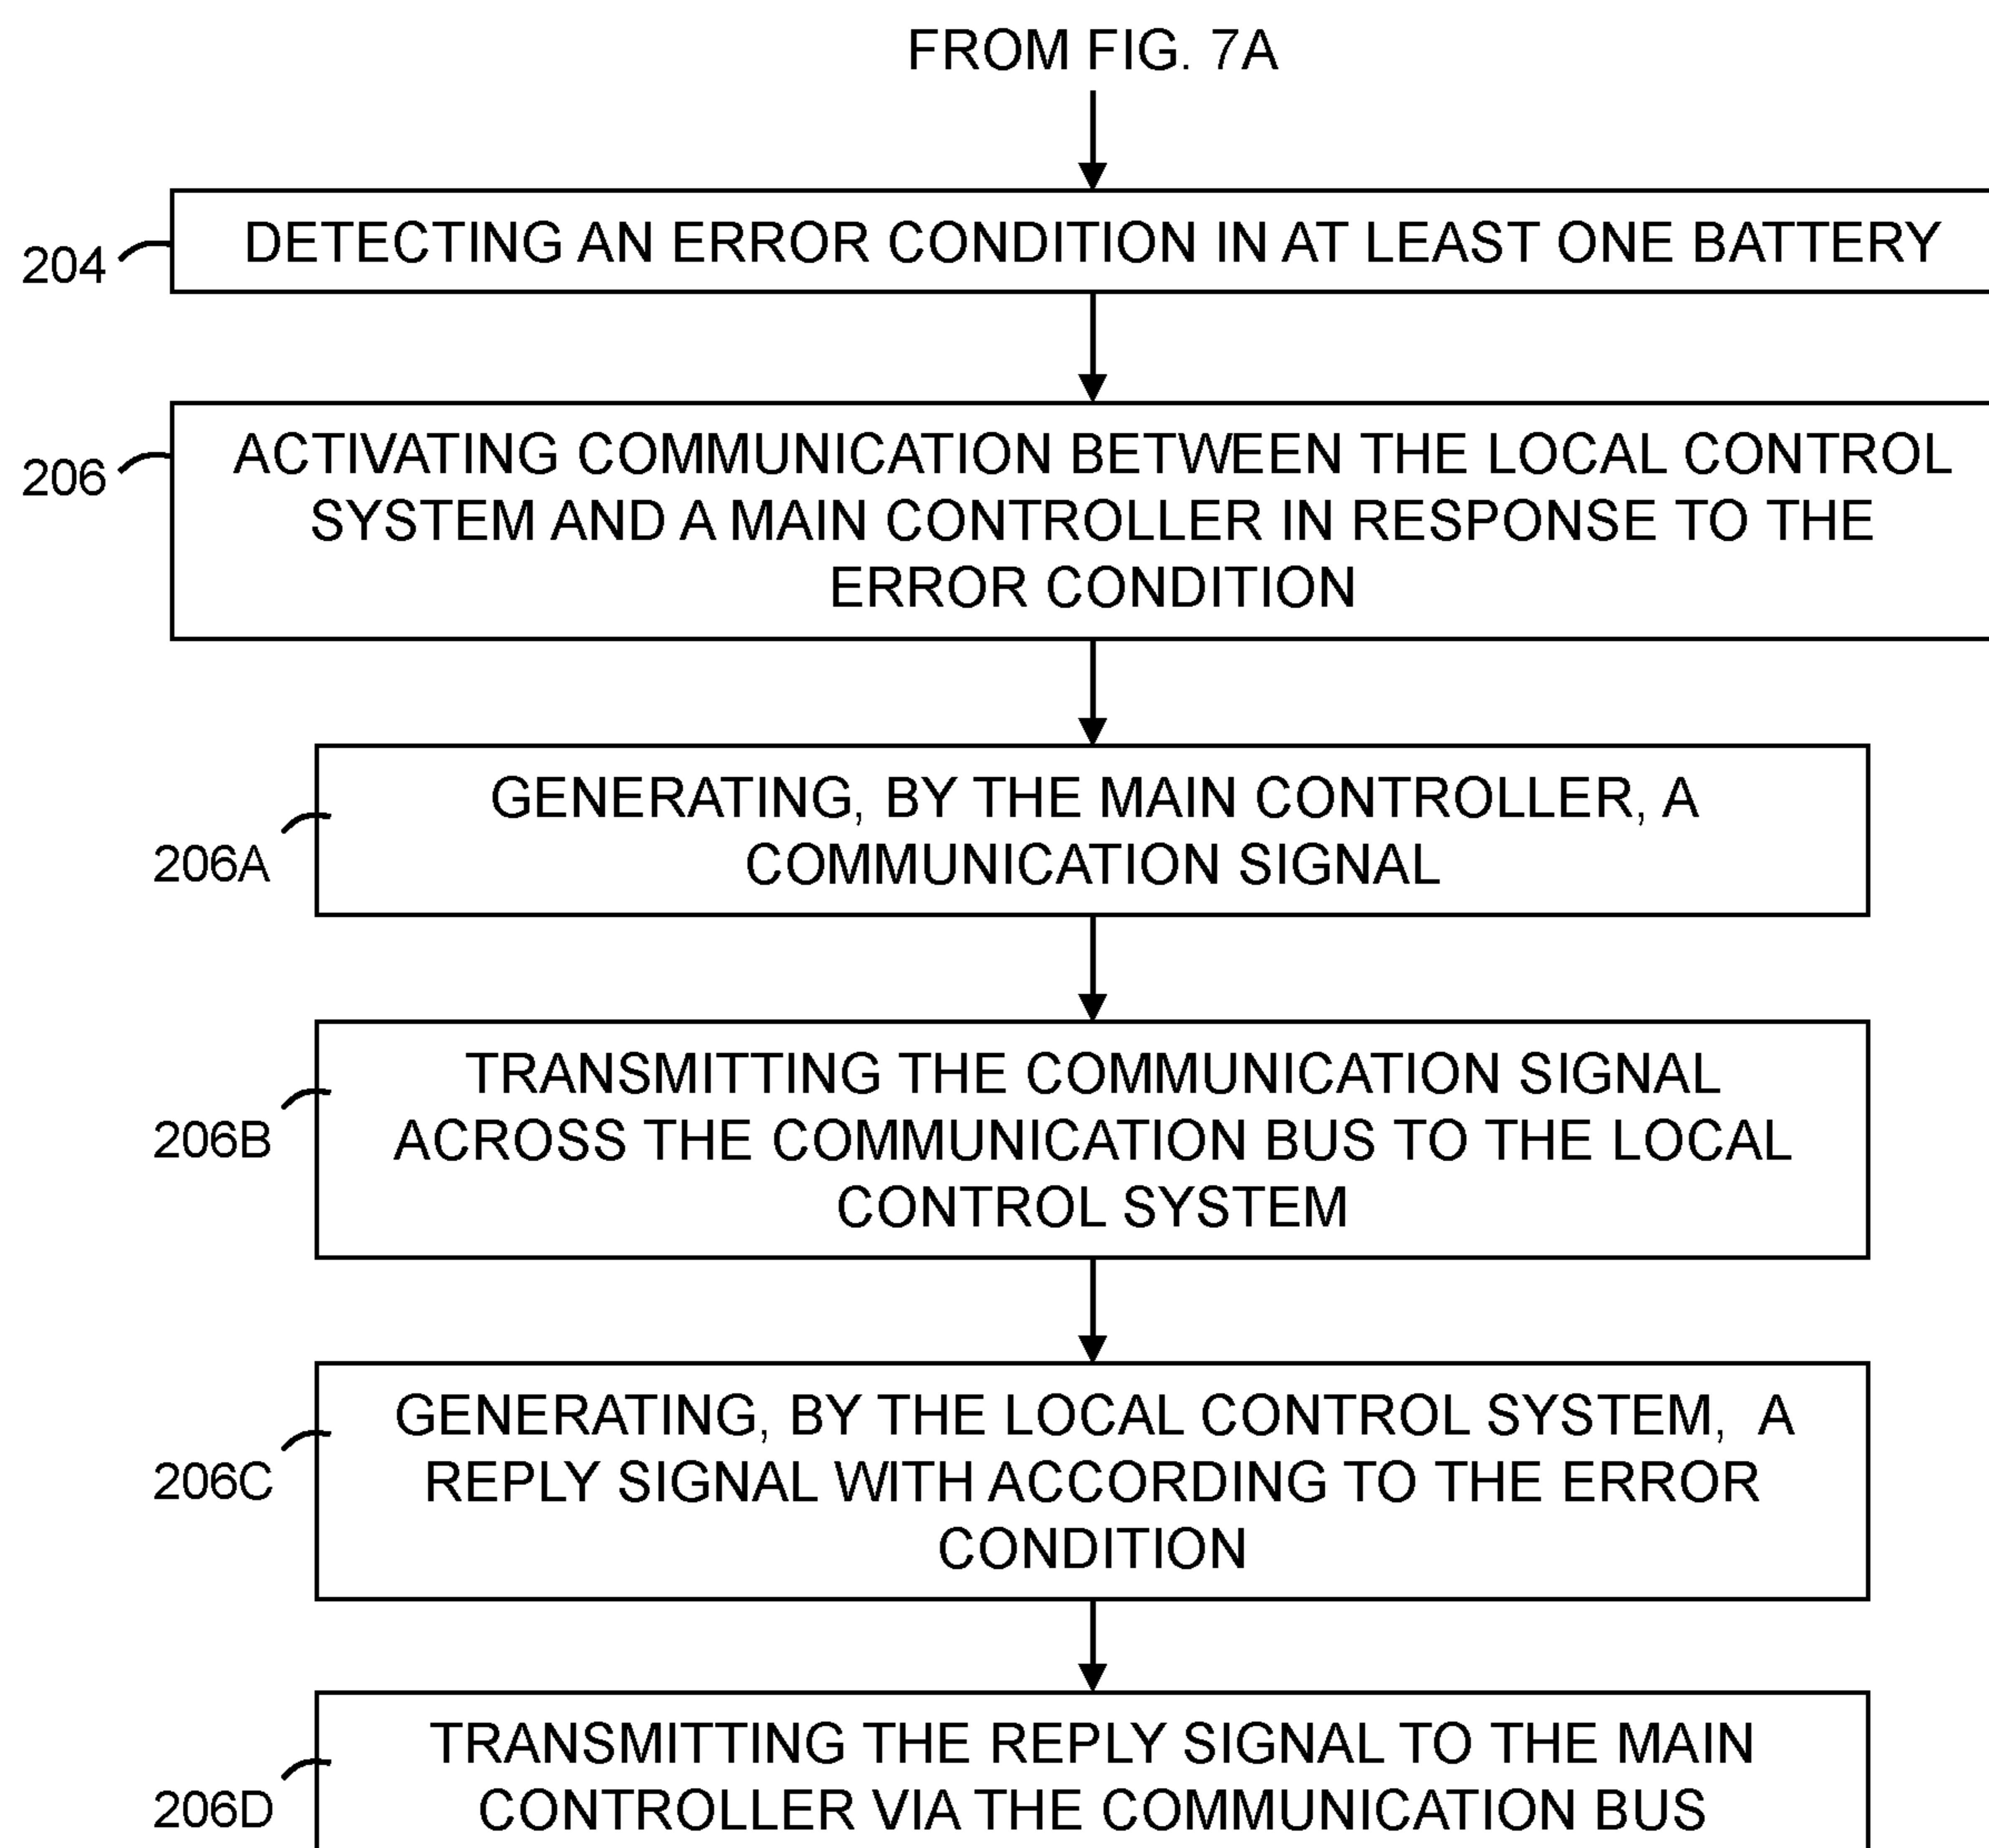 FROM FIG. 7A
204
DETECTING AN ERROR CONDITION IN AT LEAST ONE BATTERY
206
ACTIVATING COMMUNICATION BETWEEN THE LOCAL CONTROL
SYSTEM AND A MAIN CONTROLLER IN RESPONSE TO THE
ERROR CONDITION
206A
GENERATING, BY THE MAIN CONTROLLER, A
COMMUNICATION SIGNAL
206B
TRANSMITTING THE COMMUNICATION SIGNAL
ACROSS THE COMMUNICATION BUS TO THE LOCAL
CONTROL SYSTEM
206C
GENERATING, BY THE LOCAL CONTROL SYSTEM, A
REPLY SIGNAL WITH ACCORDING TO THE ERROR
CONDITION
206D
TRANSMITTING THE REPLY SIGNAL TO THE MAIN
CONTROLLER VIA THE COMMUNICATION BUS